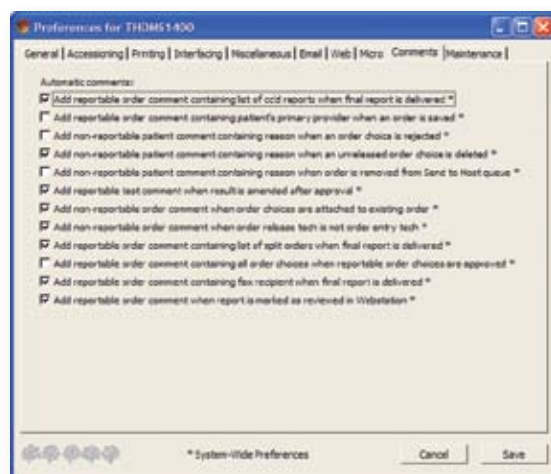 Preferences for THOMS1400
General | Accessioning | Printing | Interfacing | Miscellaneous | Email | Web | Micro | Comments | Maintenance |
Automatic comments:
Add reportable order comment containing list of cc'd reports when final report is delivered *
Add reportable order comment containing patient's primary provider when an order is saved *
Add non-reportable patient comment containing reason when an order choice is rejected *
Add non-reportable patient comment containing reason when an unreleased order choice is deleted *
Add non-reportable patient comment containing reason when order is removed from Send to Host queue *
Add reportable test comment when result is amended after approval *
Add non-reportable order comment when order choices are attached to existing order *
Add non-reportable order comment when order release tech is not order entry tech *
Add reportable order comment containing list of split orders when final report is delivered *
Add reportable order comment containing all order choices when reportable order choices are approved *
Add reportable order comment containing fax recipient when final report is delivered *
Add reportable order comment when report is marked as reviewed in Webstation *
* System-Wide Preferences
Cancel
Save